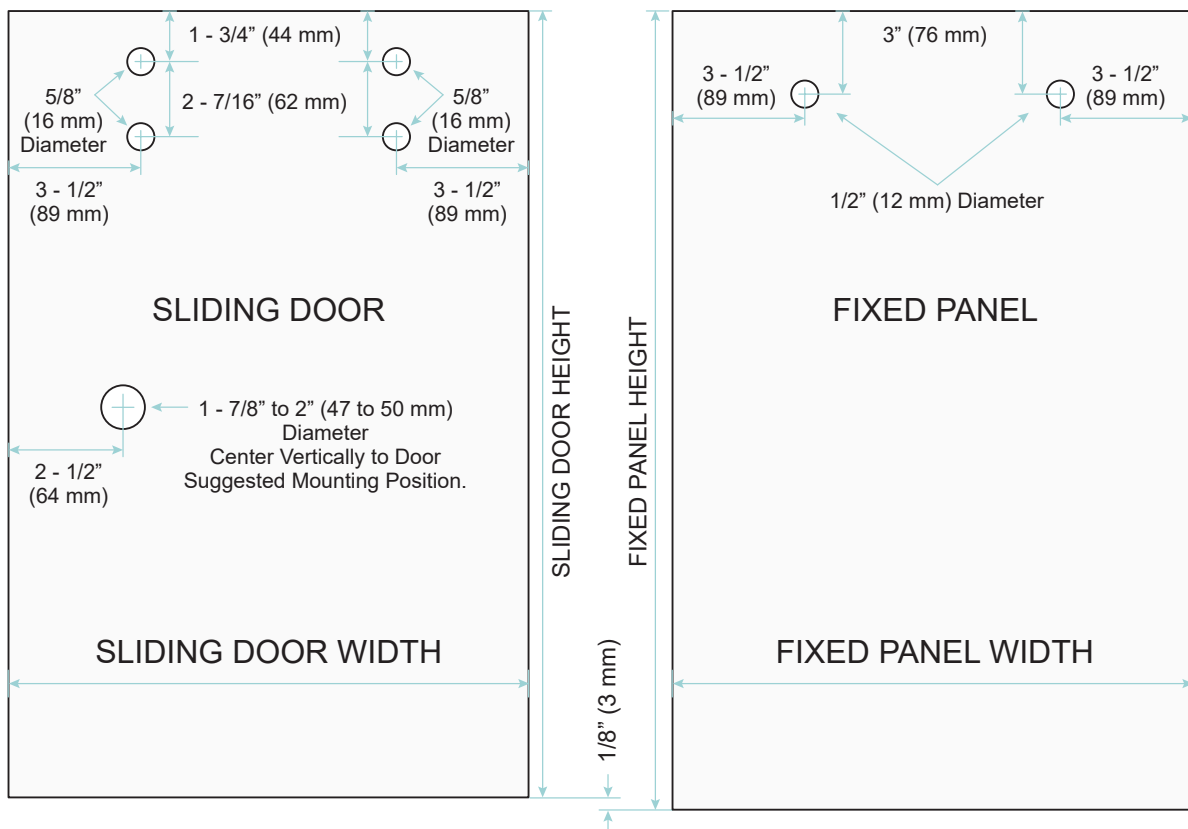 1 - 3/4” (44 mm)
5/8”
(16 mm)
Diameter
2 - 7/16” (62 mm)
5/8”
(16 mm)
Diameter
3 - 1/2”
(89 mm)
3 - 1/2”
(89 mm)
SLIDING DOOR
1 - 7/8” to 2” (47 to 50 mm)
Diameter
Center Vertically to Door
Suggested Mounting Position.
2 - 1/2”
(64 mm)
SLIDING DOOR WIDTH
SLIDING DOOR HEIGHT
1/8” (3 mm)
FIXED PANEL HEIGHT
3” (76 mm)
3 - 1/2”
(89 mm)
3 - 1/2”
(89 mm)
1/2” (12 mm) Diameter
FIXED PANEL
FIXED PANEL WIDTH